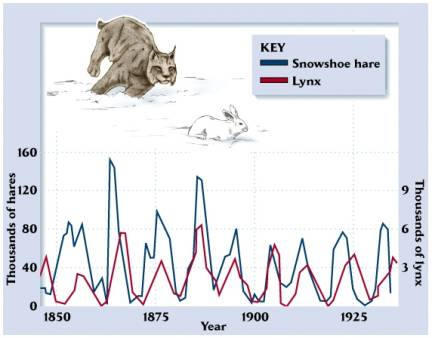 KEY
Snowshoe hare
Lynx
Thousands of hares
160
120
80
40
0
9
6
3
Thousands of lynx
1850
1875
1900
1925
Year